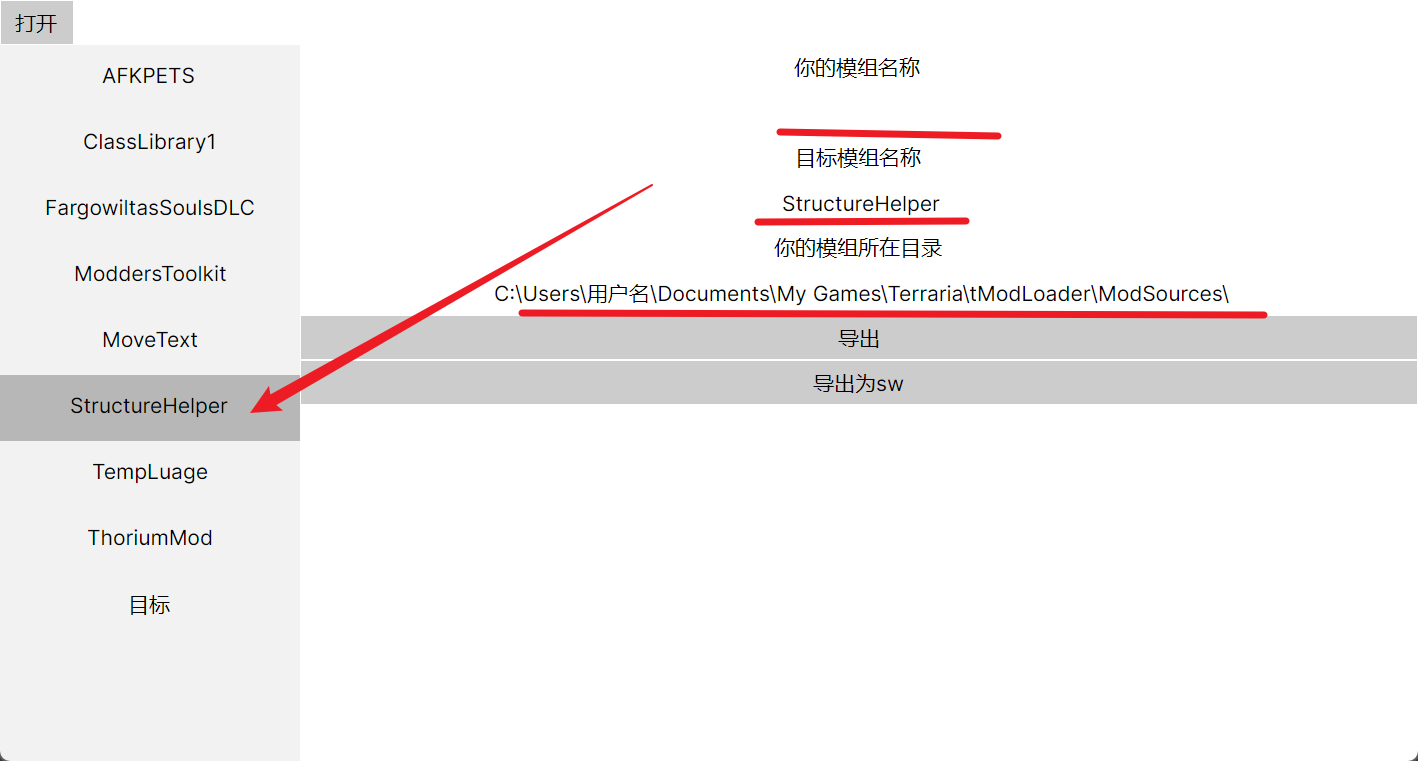 打开
AFKPETS
ClassLibrary1
FargowiltasSoulsDLC
ModdersToolkit
MoveText
StructureHelper
TempLuage
ThoriumMod
目标
你的模组名称
目标模组名称
StructureHelper
你的模组所在目录
C:\Users\用户名\Documents\My Games\Terraria\tModLoader\ModSources\
导出
导出为sw